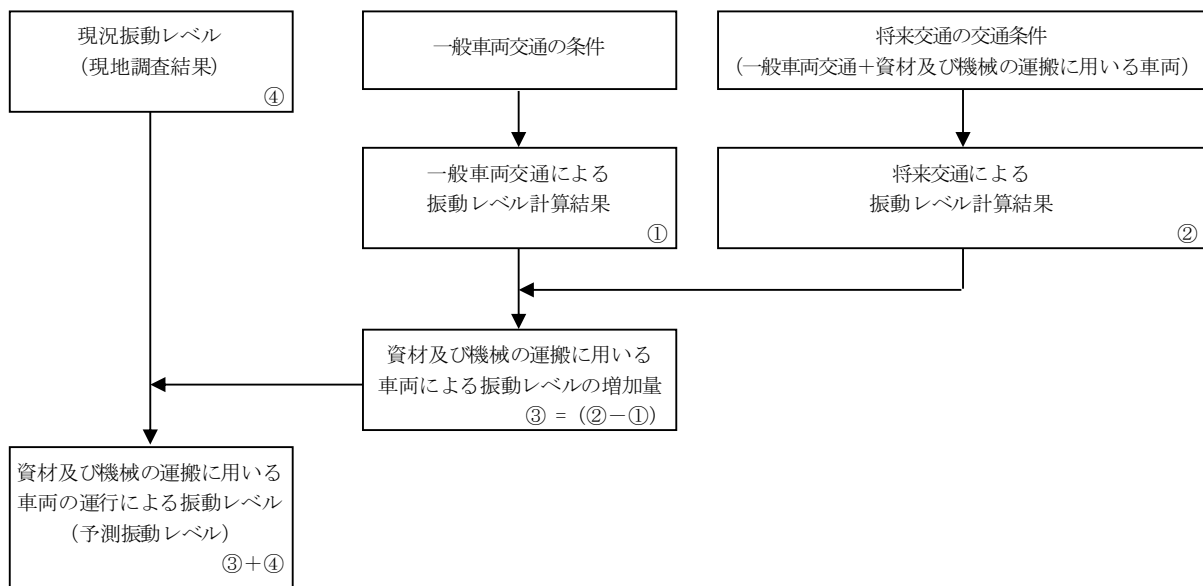 現況振動レベル
(現地調査結果)
④
一般車両交通の条件
将来交通の交通条件
(一般車両交通＋資材及び機械の運搬に用いる車両)
一般車両交通による
振動レベル計算結果
①
将来交通による
振動レベル計算結果
②
資材及び機械の運搬に用いる
車両による振動レベルの増加量
③ = (②－①)
資材及び機械の運搬に用いる
車両の運行による振動レベル
(予測振動レベル)
③＋④